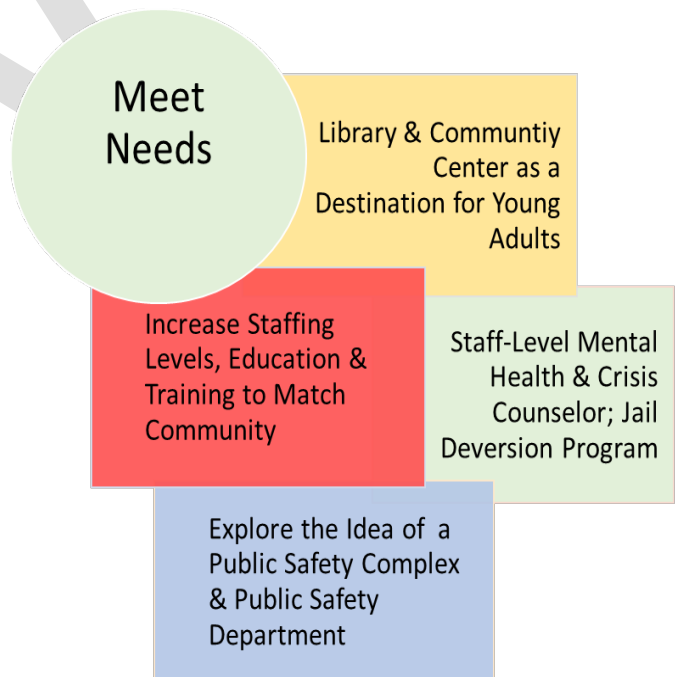 Meet
Needs
Library & Communtiy
Center as a
Destination for Young
Adults
Increase Staffing
Levels, Education &
Training to Match
Community
Staff-Level Mental
Health & Crisis
Counselor; Jail
Deversion Program
Explore the Idea of a
Public Safety Complex
& Public Safety
Department